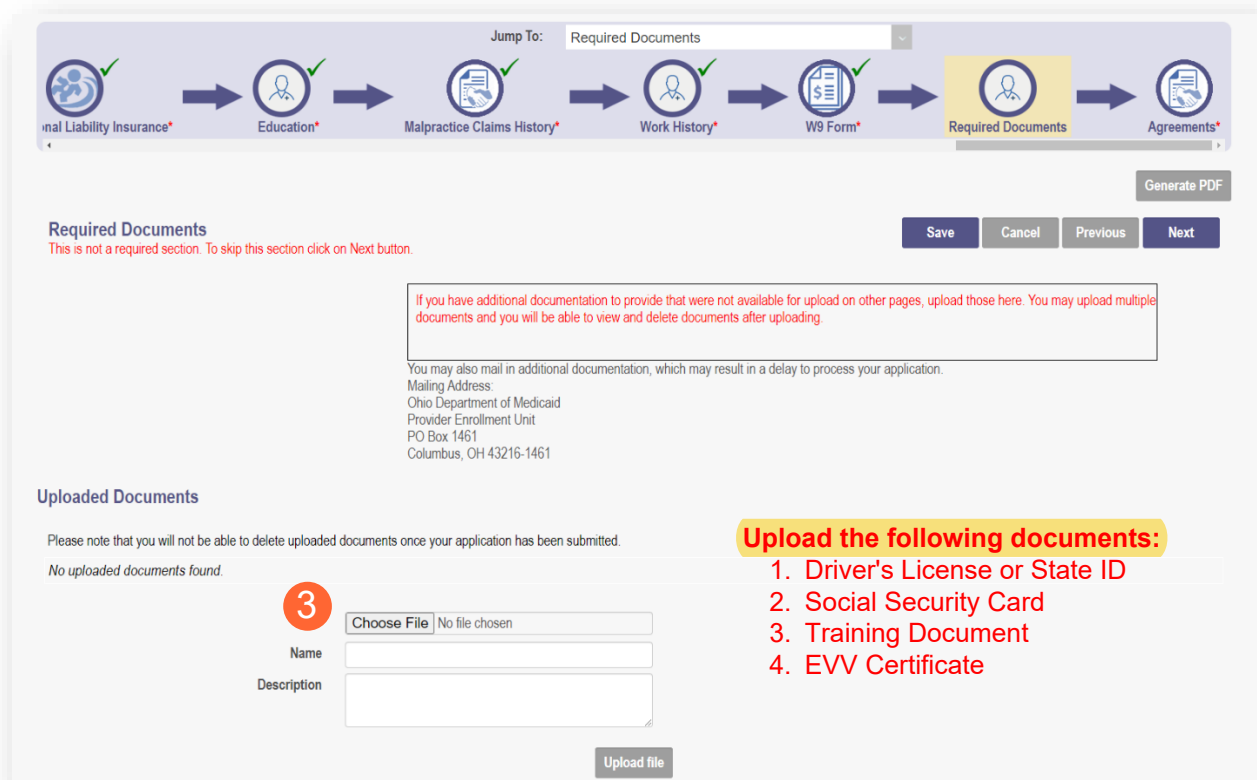 Jump To: Required Documents
nal Liability Insurance* Education* Malpractice Claims History* Work History* W9 Form* Required Documents Agreements*
Generate PDF
Required Documents
Save Cancel Previous Next
This is not a required section. To skip this section click on Next button.
If you have additional documentation to provide that were not available for upload on other pages, upload those here. You may upload multiple
documents and you will be able to view and delete documents after uploading.
You may also mail in additional documentation, which may result in a delay to process your application.
Mailing Address:
Ohio Department of Medicaid
Provider Enrollment Unit
PO Box 1461
Columbus, OH 43216-1461
Uploaded Documents
Please note that you will not be able to delete uploaded documents once your application has been submitted.
No uploaded documents found.
3
Choose File No file chosen
Name
Description
Upload file
Upload the following documents:
1. Driver's License or State ID
2. Social Security Card
3. Training Document
4. EVV Certificate